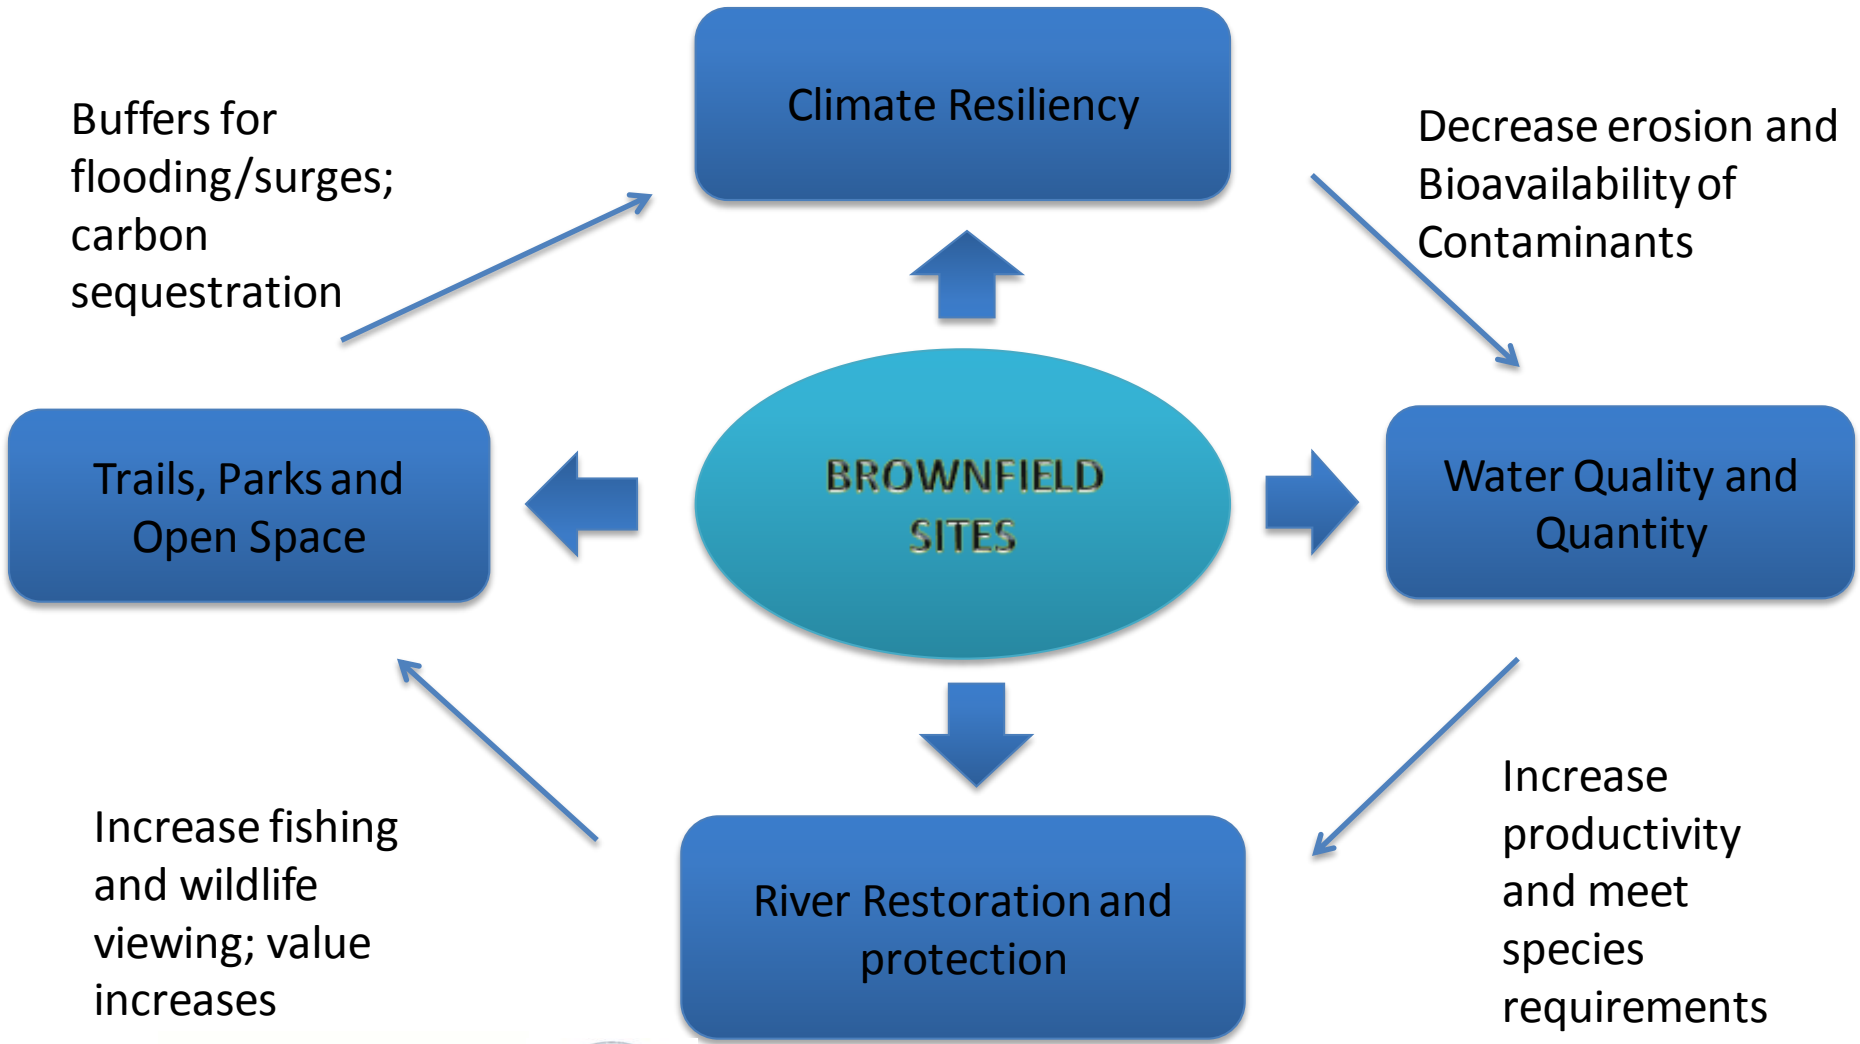 Climate Resiliency
Buffers for
flooding/surges;
carbon
sequestration
Decrease erosion and
Bioavailability of
Contaminants
Trails, Parks and
Open Space
BROWNFIELD
SITES
Water Quality and
Quantity
Increase fishing
and wildlife
viewing; value
increases
River Restoration and
protection
Increase
productivity
and meet
species
requirements